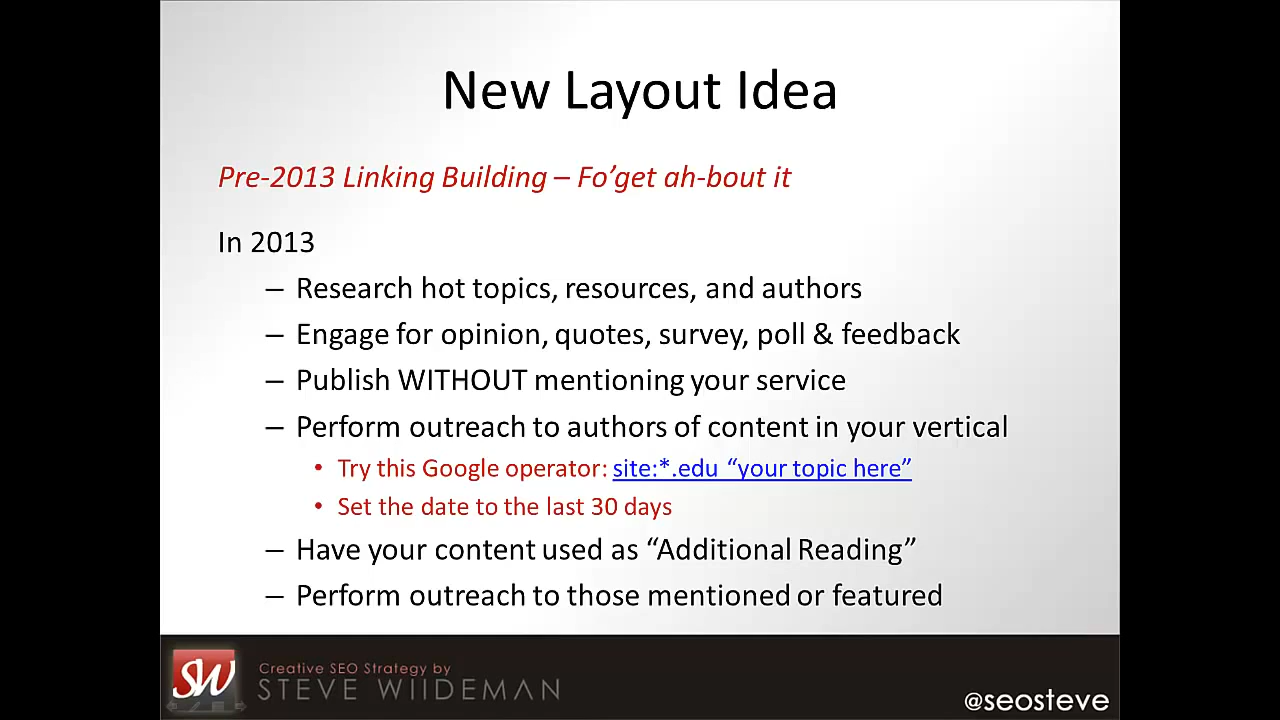 New Layout Idea
Pre-2013 Linking Building – Fo’get ah-bout it
In 2013
– Research hot topics, resources, and authors
– Engage for opinion, quotes, survey, poll & feedback
– Publish WITHOUT mentioning your service
– Perform outreach to authors of content in your vertical
• Try this Google operator: site:*.edu “your topic here”
• Set the date to the last 30 days
– Have your content used as “Additional Reading”
– Perform outreach to those mentioned or featured
SW
Creative SEO Strategy by
STEVE WIIDEMAN
@seosteve